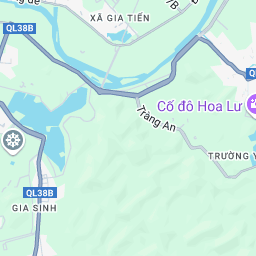 XÃ GIA TIẾN
QL38B
Cố đô Hoa Lư
Tràng An
TRƯỜNG Y
QL38B
GIA SINH